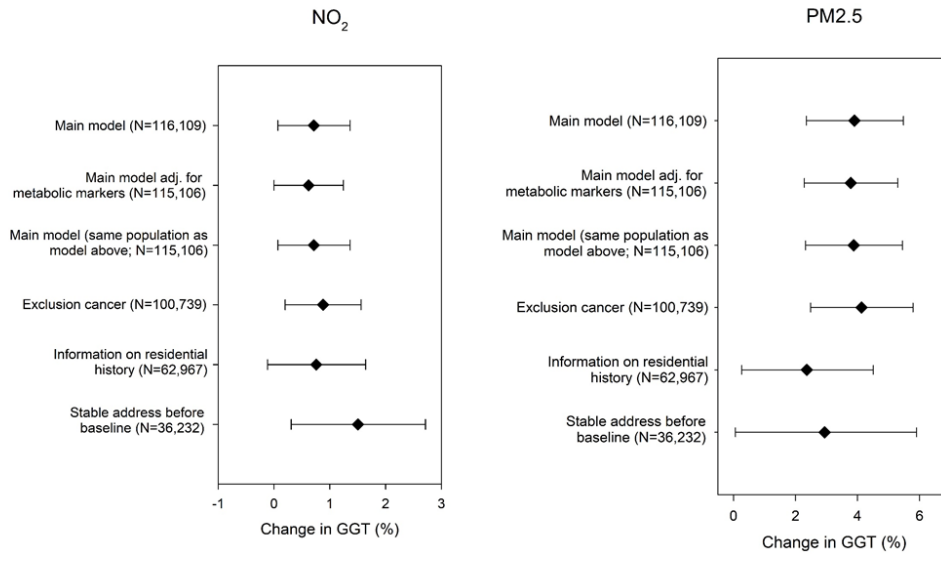 NO2
Main model (N=116,109)
Main model adj. for
metabolic markers (N=115,106)
Main model (same population as
model above; N=115,106)
Exclusion cancer (N=100,739)
Information on residential
history (N=62,967)
Stable address before
baseline (N=36,232)
-1 0 1 2 3
Change in GGT (%)
PM2.5
Main model (N=116,109)
Main model adj. for
metabolic markers (N=115,106)
Main model (same population as
model above; N=115,106)
Exclusion cancer (N=100,739)
Information on residential
history (N=62,967)
Stable address before
baseline (N=36,232)
0 2 4 6
Change in GGT (%)